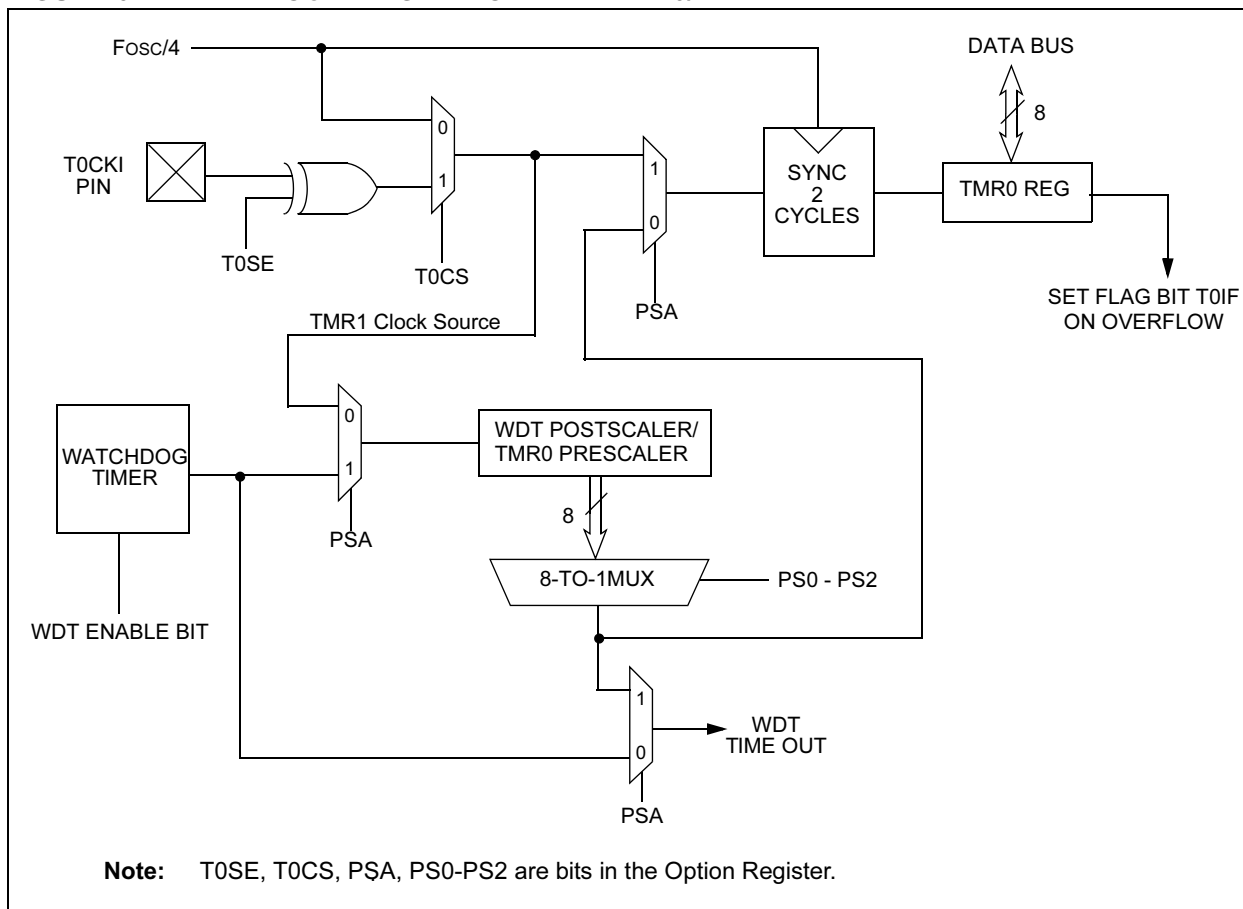 FOSC/4
DATA BUS
8
0
T0CKI
PIN
1
T0SE
T0CS
1
0
PSA
SYNC
2
CYCLES
TMR0 REG
SET FLAG BIT T0IF
ON OVERFLOW
TMR1 Clock Source
WATCHDOG
TIMER
0
1
PSA
WDT POSTSCALER/
TMR0 PRESCALER
8
8-TO-1MUX
PS0 - PS2
WDT ENABLE BIT
1
0
WDT
TIME OUT
PSA
Note: T0SE, T0CS, PSA, PS0-PS2 are bits in the Option Register.